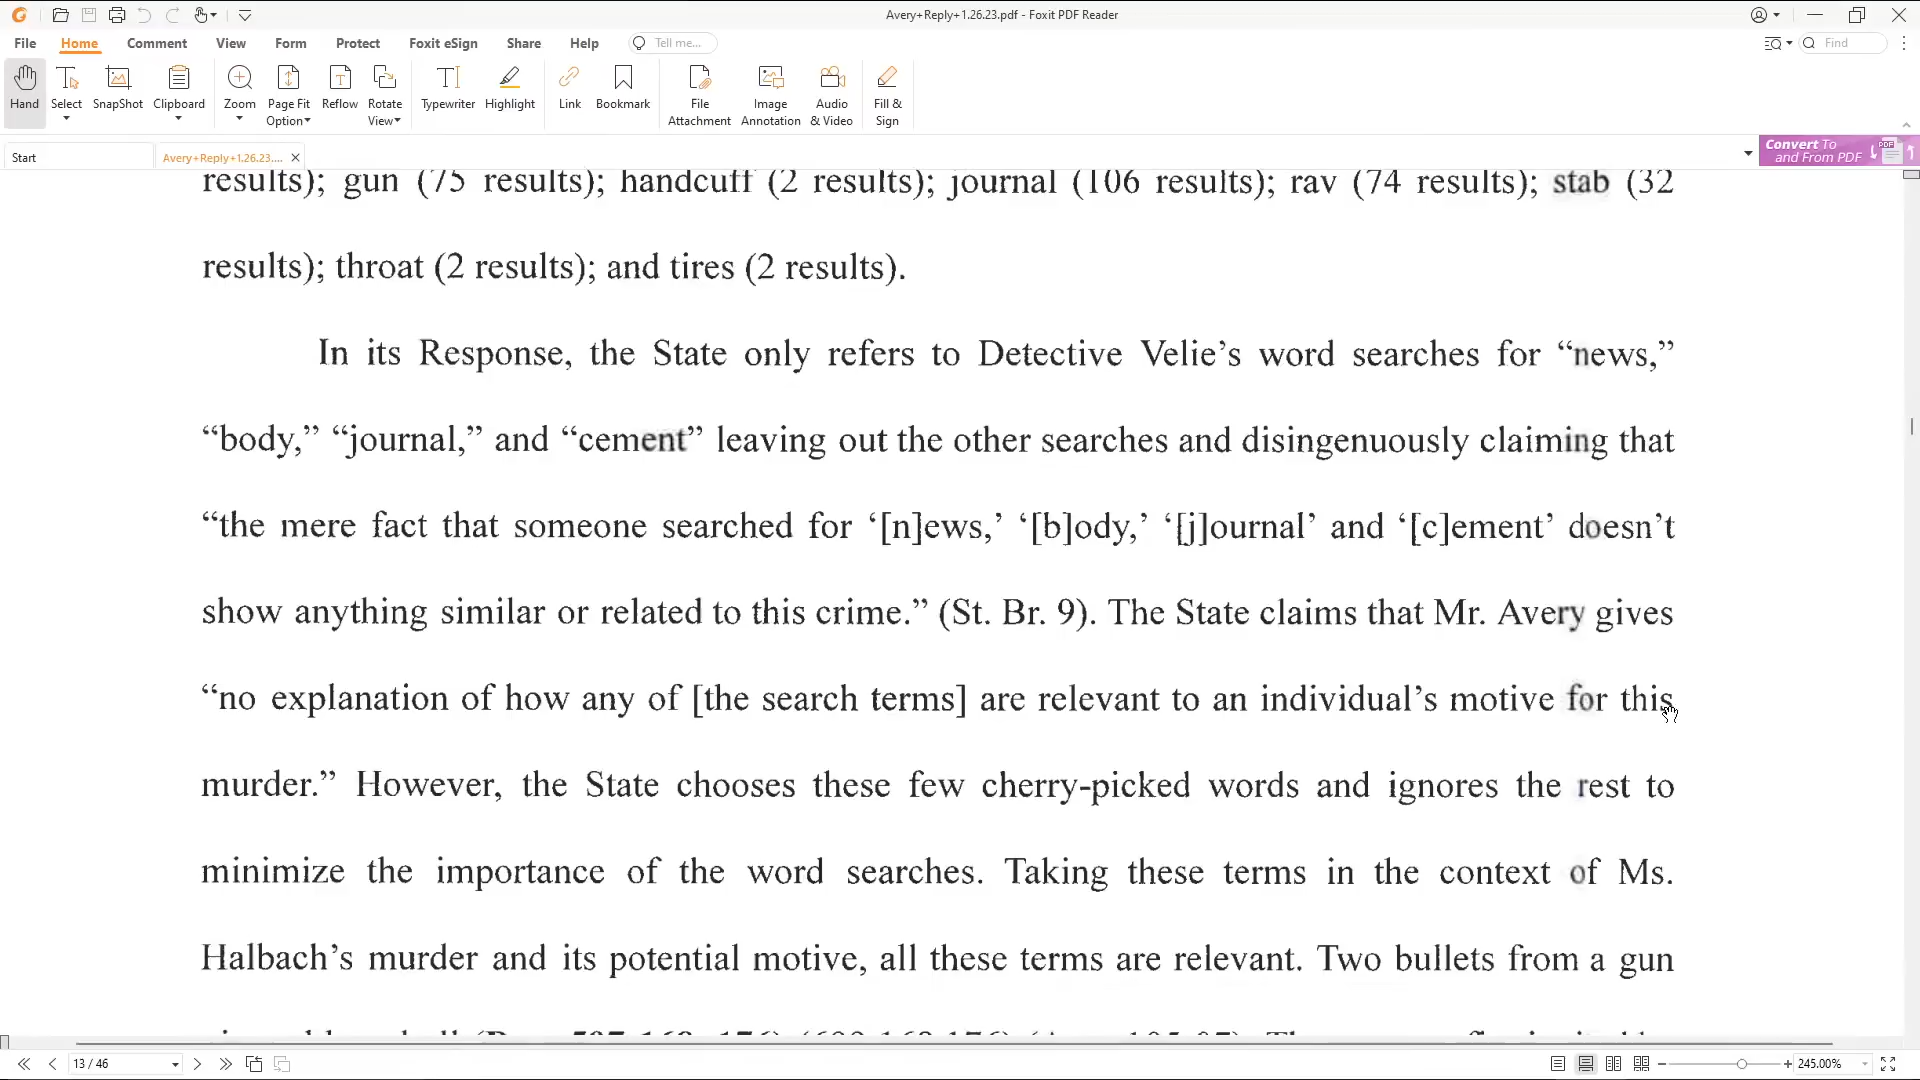 Avery+Reply+1.26.23.pdf - Foxit PDF Reader
File Home Comment View Form Protect Foxit eSign Share Help Tell me... Find
Hand Select SnapShot Clipboard Zoom Page Fit Option Reflow Rotate View Typewriter Highlight Link Bookmark File Attachment Image Annotation Audio & Video Fill & Sign
Start Avery+Reply+1.26.23.... Convert To and From PDF
results); gun (75 results); handcuff (2 results); journal (106 results); rav (74 results); stab (32
results); throat (2 results); and tires (2 results).
In its Response, the State only refers to Detective Velie’s word searches for “news,”
“body,” “journal,” and “cement” leaving out the other searches and disingenuously claiming that
“the mere fact that someone searched for ‘[n]ews,’ ‘[b]ody,’ ‘[j]ournal’ and ‘[c]ement’ doesn’t
show anything similar or related to this crime.” (St. Br. 9). The State claims that Mr. Avery gives
“no explanation of how any of [the search terms] are relevant to an individual’s motive for this
murder.” However, the State chooses these few cherry-picked words and ignores the rest to
minimize the importance of the word searches. Taking these terms in the context of Ms.
Halbach’s murder and its potential motive, all these terms are relevant. Two bullets from a gun
13 / 46 245.00%